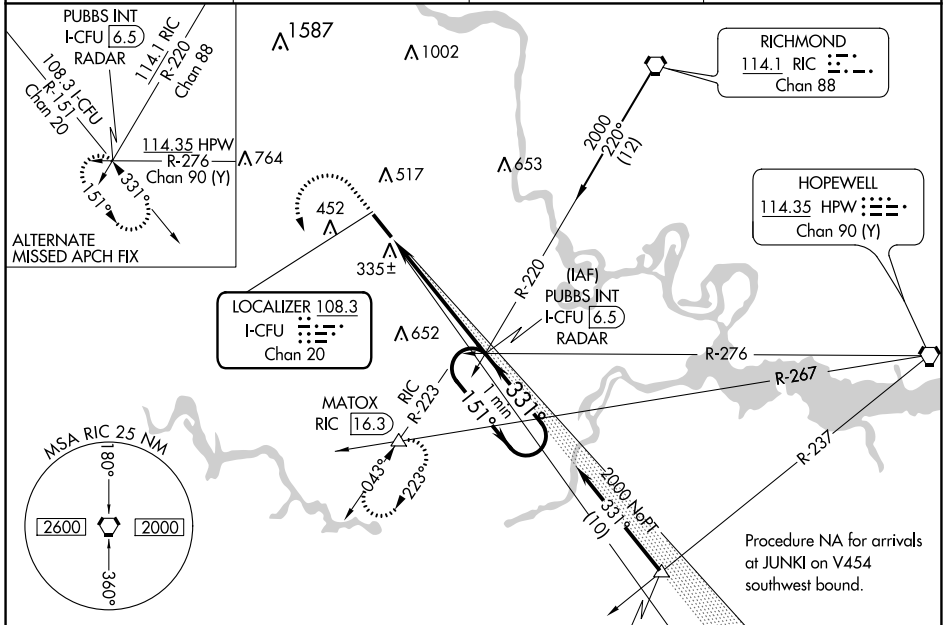 PUBBS INT
I-CFU 6.5
RADAR
108.3 I-CFU
R-151
Chan 20
114.1 RIC
R-220
Chan 88
114.35 HPW
R-276
Chan 90 (Y)
151°
331°
ALTERNATE
MISSED APCH FIX
1587
1002
764
653
517
452
335±
652
RICHMOND
114.1 RIC
Chan 88
2000
220°
(12)
R-220
HOPEWELL
114.35 HPW
Chan 90 (Y)
LOCALIZER 108.3
I-CFU
Chan 20
(IAF)
PUBBS INT
I-CFU 6.5
RADAR
R-276
R-267
R-237
RIC
R-223
MATOX
RIC 16.3
043°
223°
1 min
151°
331°
2000 NoPT
331°
(10)
MSA RIC 25 NM
180°
2600
2000
360°
Procedure NA for arrivals
at JUNKI on V454
southwest bound.